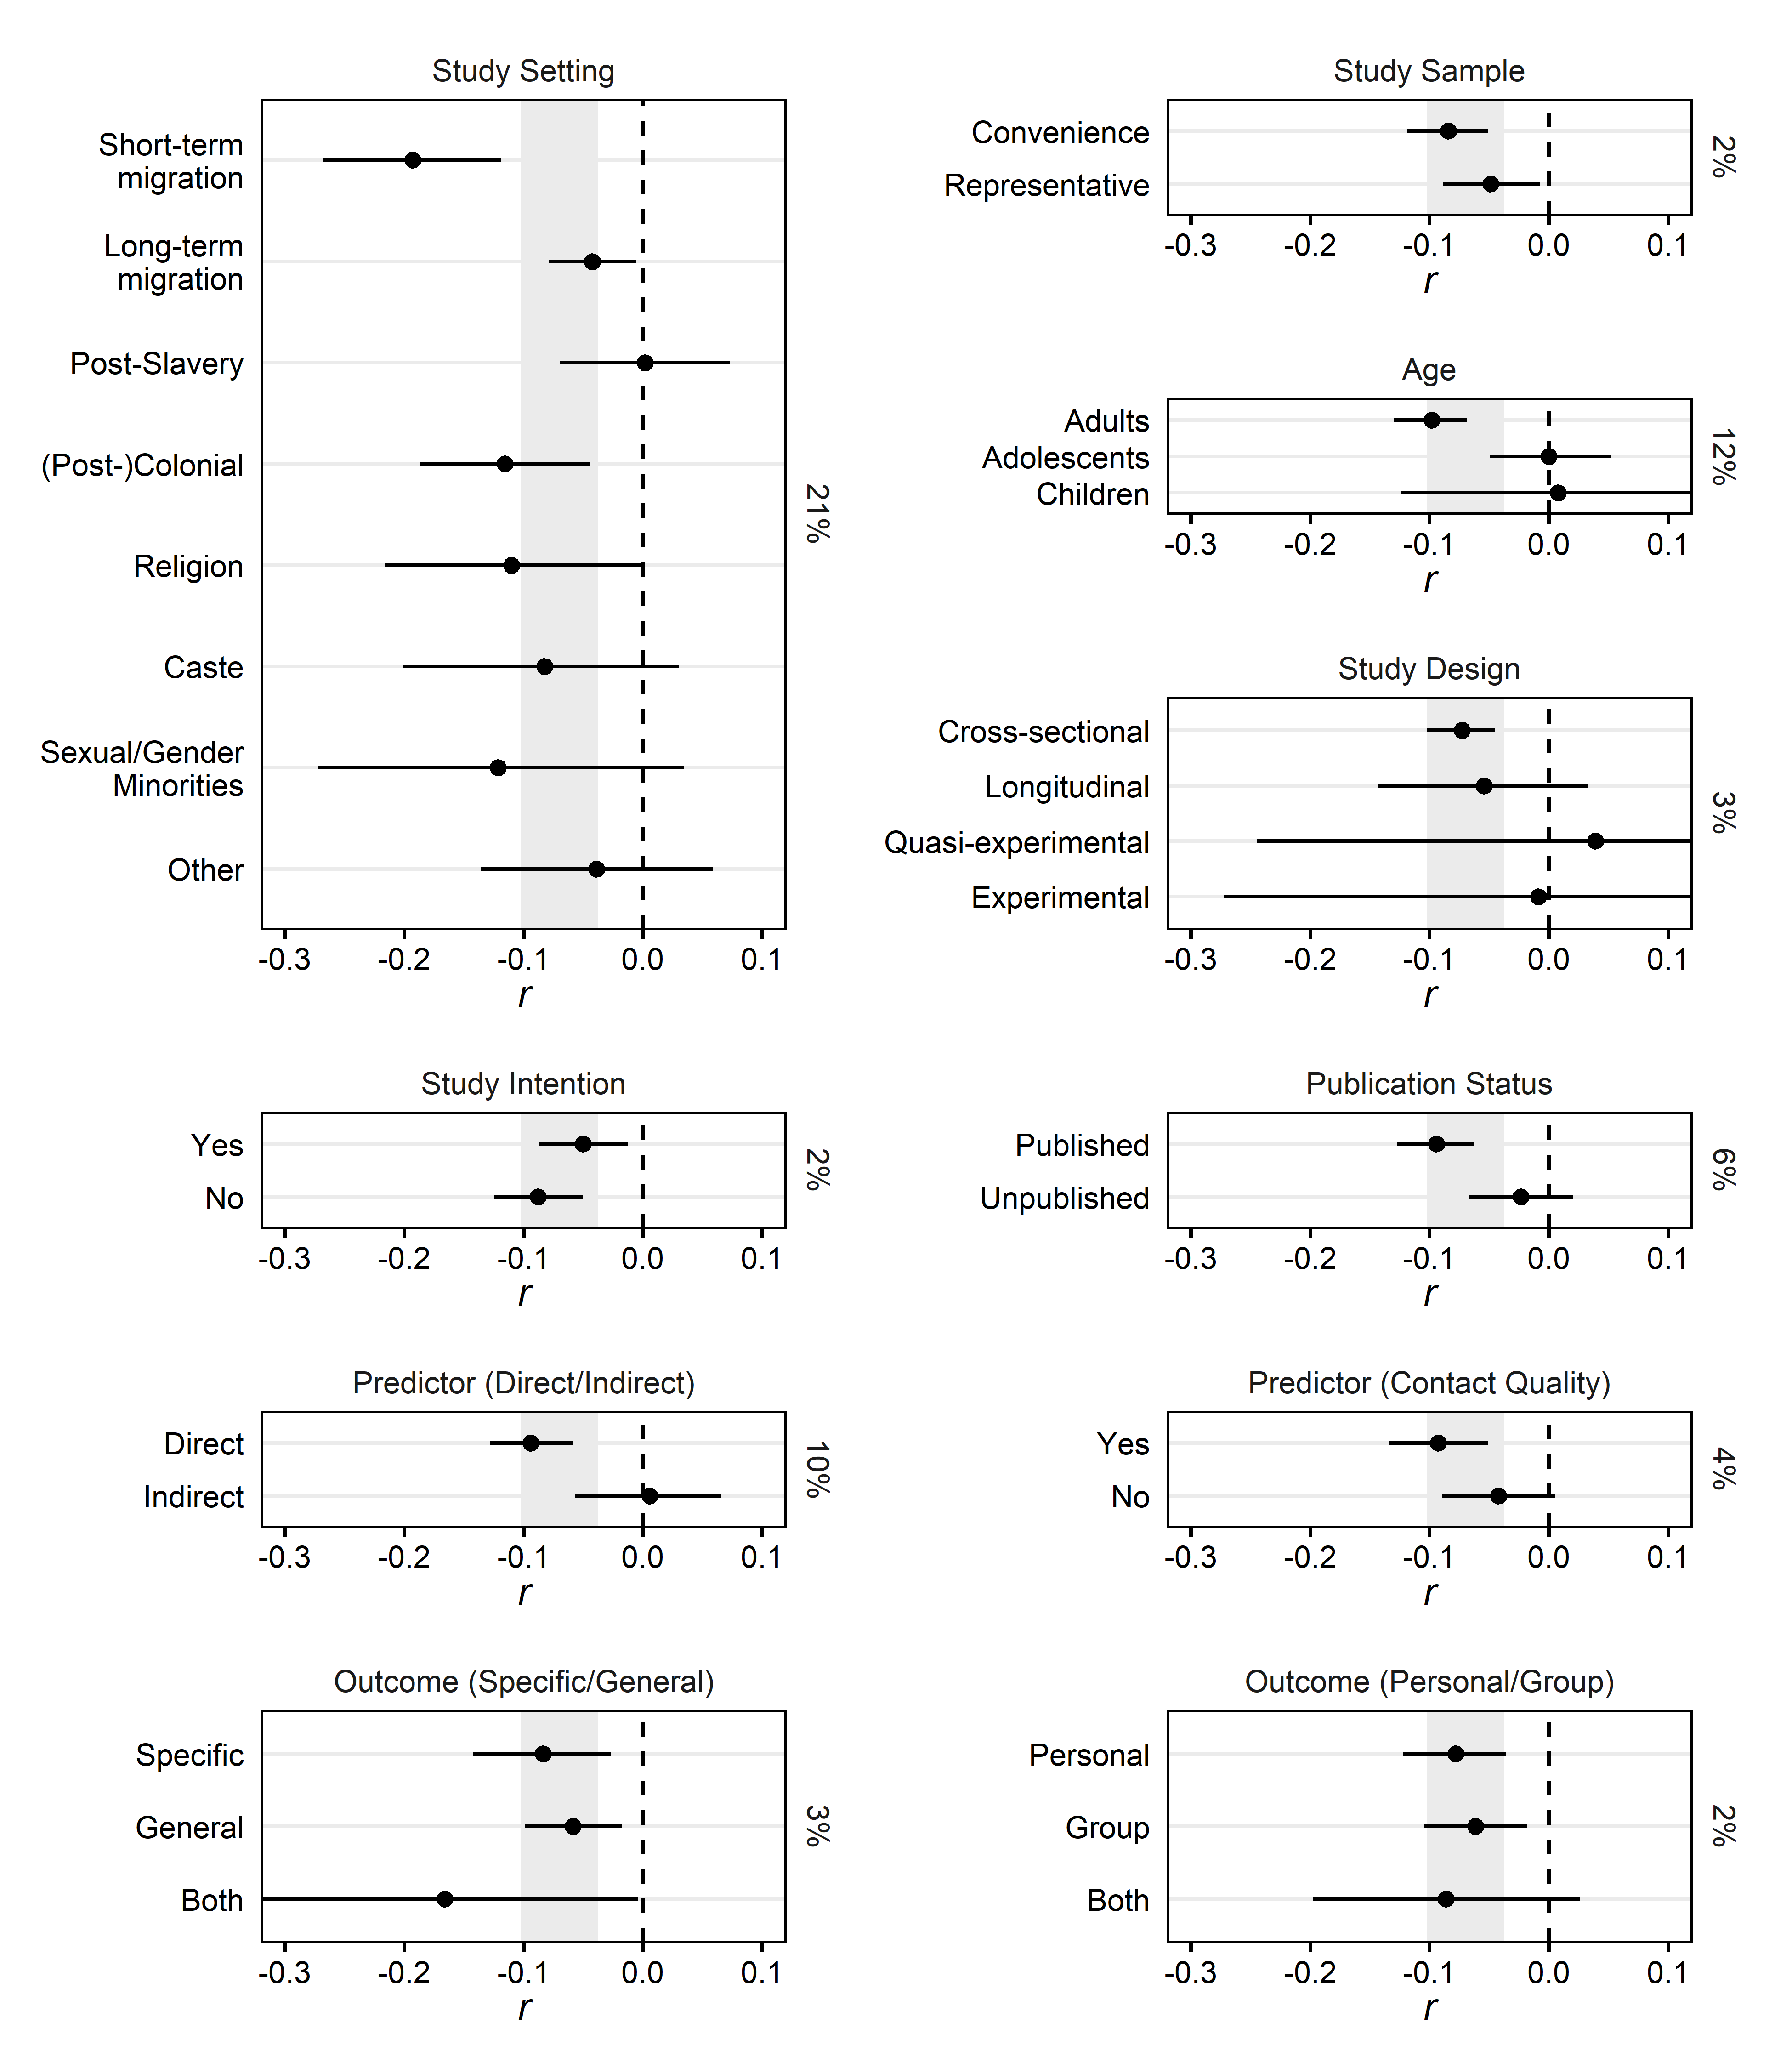 Study Setting
Short-term
migration
Long-term
migration
Post-Slavery
(Post-)Colonial
Religion
Caste
Sexual/Gender
Minorities
Other
21%
-0.3 -0.2 -0.1 0.0 0.1
r
Study Sample
Convenience
Representative
2%
-0.3 -0.2 -0.1 0.0 0.1
r
Age
Adults
Adolescents
Children
12%
-0.3 -0.2 -0.1 0.0 0.1
r
Study Design
Cross-sectional
Longitudinal
Quasi-experimental
Experimental
3%
-0.3 -0.2 -0.1 0.0 0.1
r
Study Intention
Yes
No
2%
-0.3 -0.2 -0.1 0.0 0.1
r
Publication Status
Published
Unpublished
6%
-0.3 -0.2 -0.1 0.0 0.1
r
Predictor (Direct/Indirect)
Direct
Indirect
10%
-0.3 -0.2 -0.1 0.0 0.1
r
Predictor (Contact Quality)
Yes
No
4%
-0.3 -0.2 -0.1 0.0 0.1
r
Outcome (Specific/General)
Specific
General
Both
3%
-0.3 -0.2 -0.1 0.0 0.1
r
Outcome (Personal/Group)
Personal
Group
Both
2%
-0.3 -0.2 -0.1 0.0 0.1
r